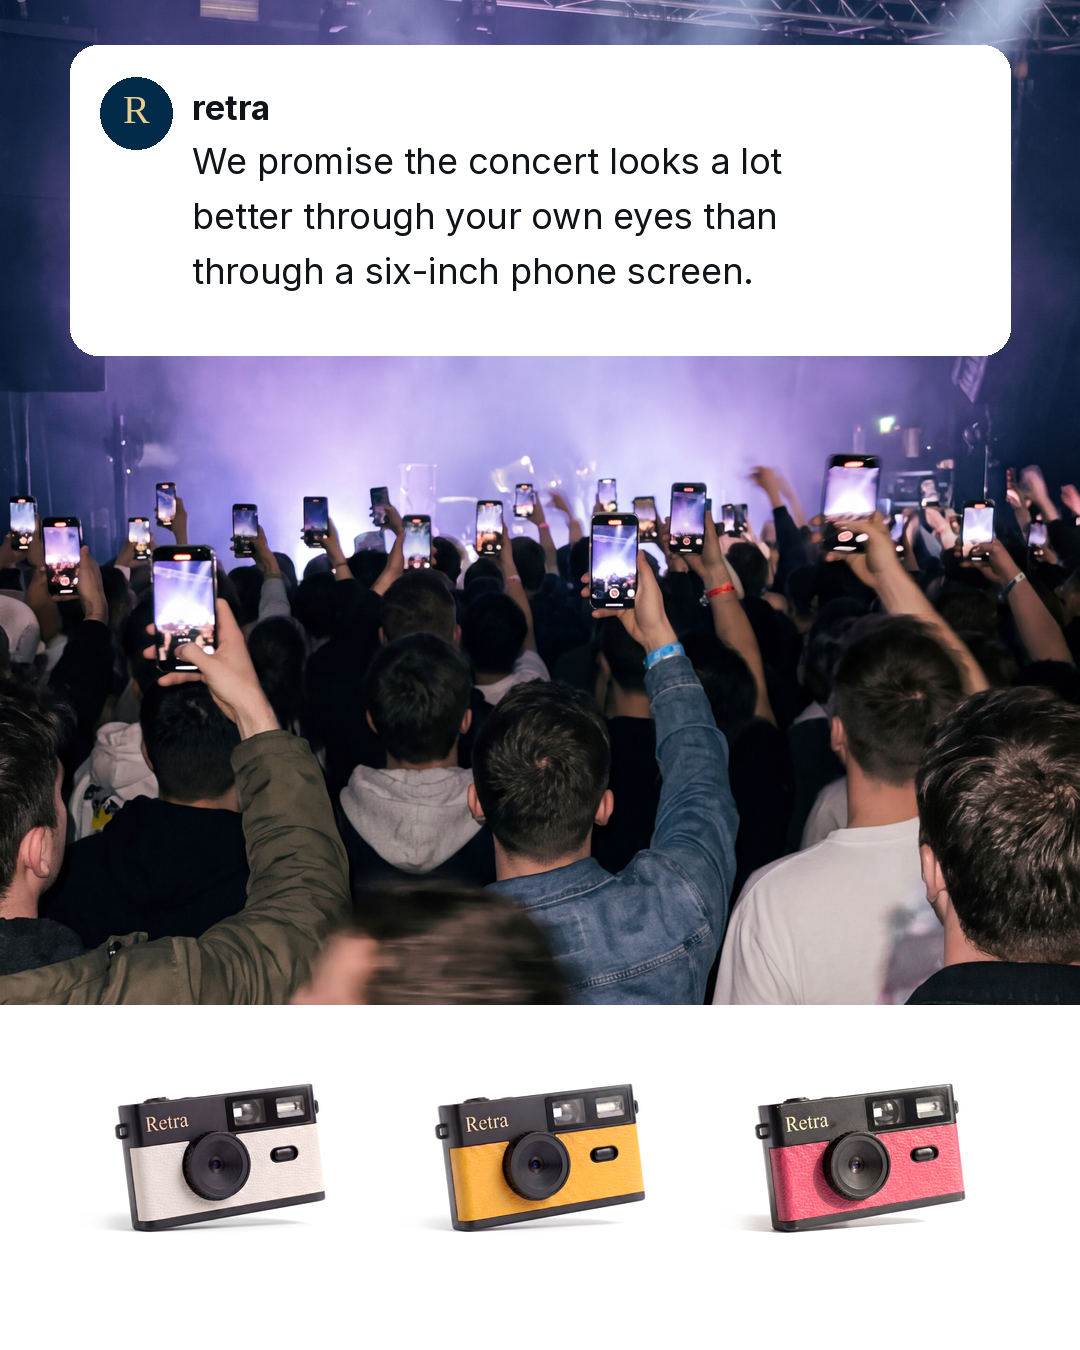 R
retra
We promise the concert looks a lot
better through your own eyes than
through a six-inch phone screen.
Retra
Retra
Retra